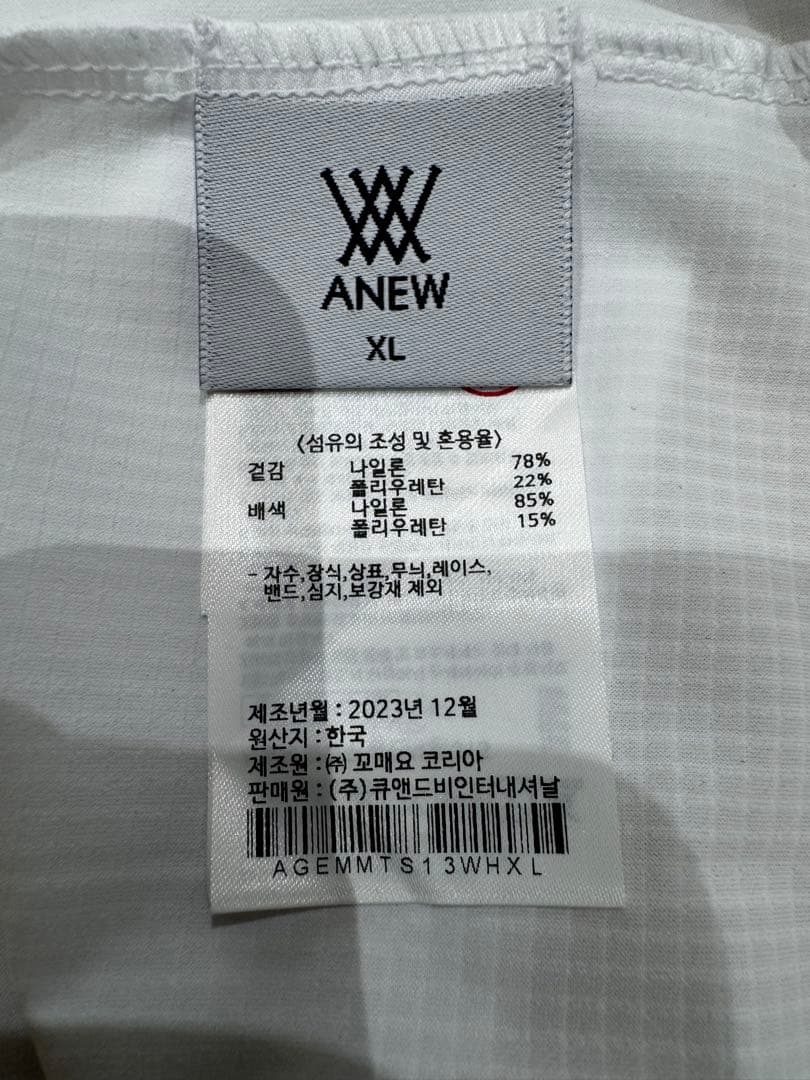 ANEW
XL
〈섬유의 조성 및 혼용율〉
겉감 나일론 78%
폴리우레탄 22%
배색 나일론 85%
폴리우레탄 15%
- 자수,장식,상표,무늬,레이스,
밴드,심지,보강재 제외
제조년월 : 2023년 12월
원산지 : 한국
제조원 : ㈜ 꼬매요 코리아
판매원 : (주)큐앤드비인터내셔날
AGEMMTS13WHXL